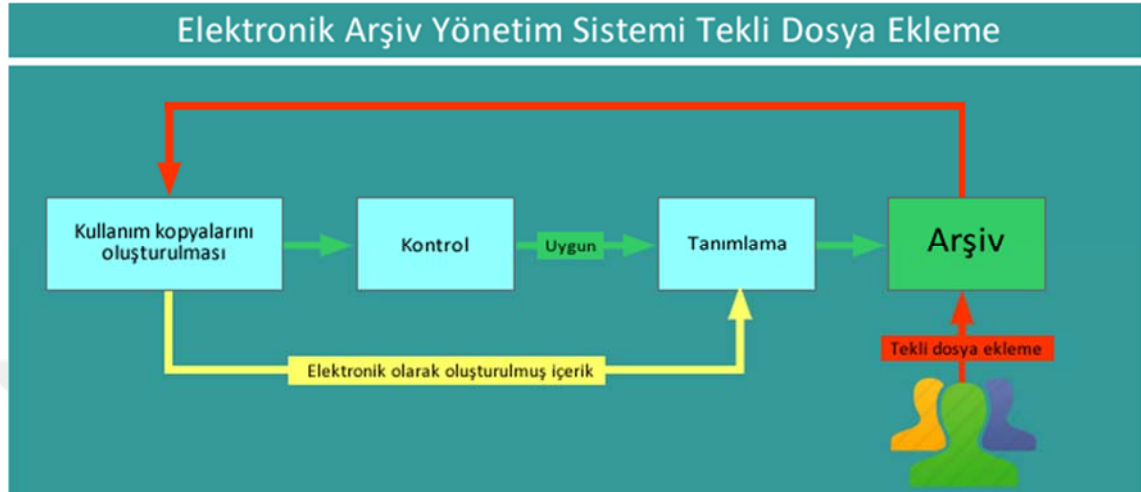 Elektronik Arşiv Yönetim Sistemi Tekli Dosya Ekleme
Kullanım kopyalarını
oluşturulması
Kontrol
Uygun
Tanımlama
Arşiv
Tekli dosya ekleme
Elektronik olarak oluşturulmuş içerik